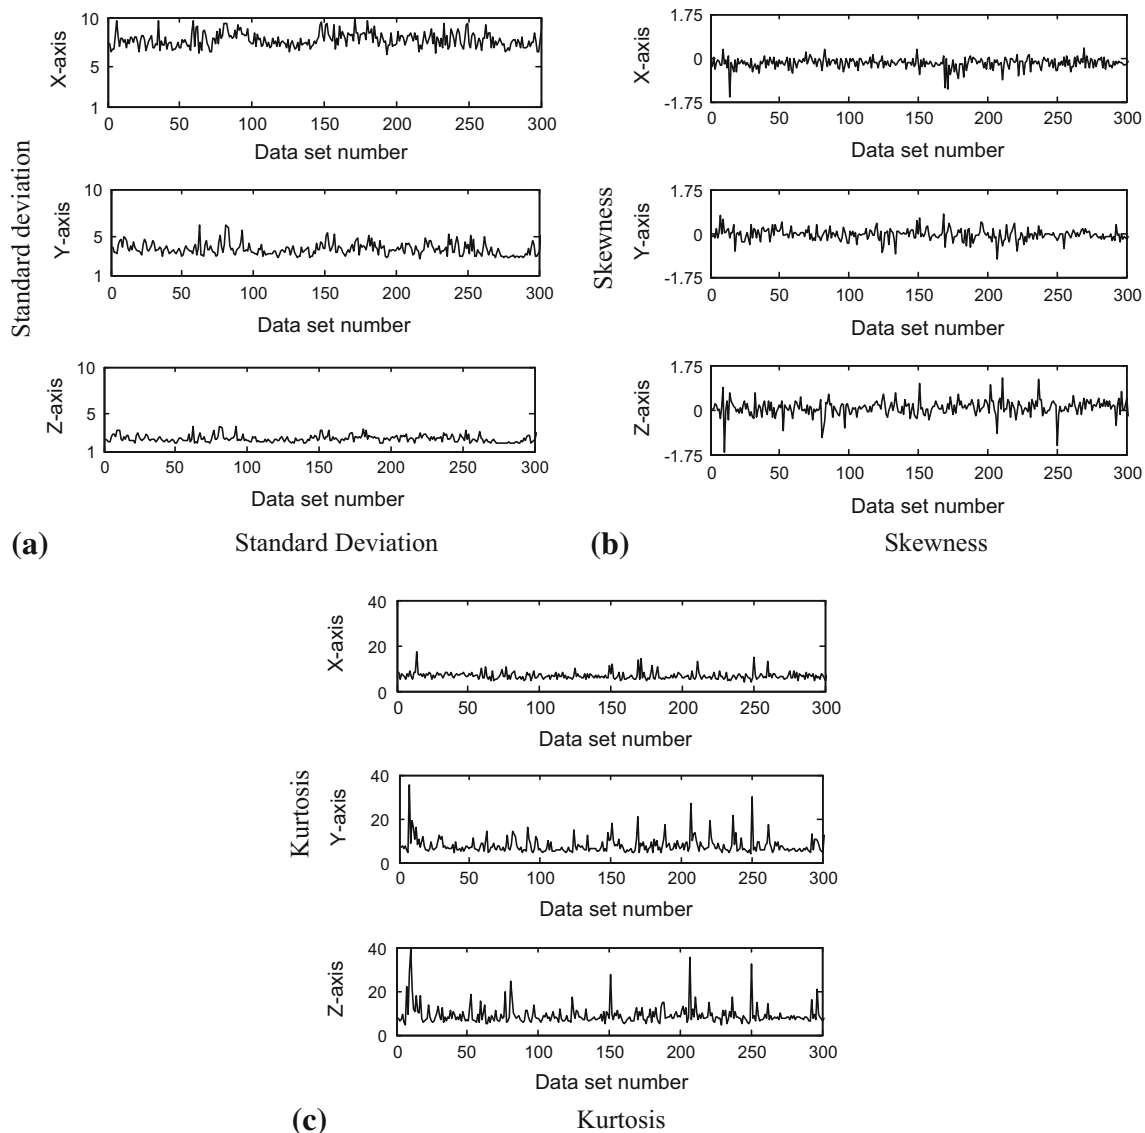 Standard deviation
X-axis
10
5
1
0 50 100 150 200 250 300
Data set number
Y-axis
10
5
1
0 50 100 150 200 250 300
Data set number
Z-axis
10
5
1
0 50 100 150 200 250 300
Data set number
(a) Standard Deviation
Skewness
X-axis
1.75
0
-1.75
0 50 100 150 200 250 300
Data set number
Y-axis
1.75
0
-1.75
0 50 100 150 200 250 300
Data set number
Z-axis
1.75
0
-1.75
0 50 100 150 200 250 300
Data set number
(b) Skewness
Kurtosis
X-axis
40
20
0
0 50 100 150 200 250 300
Data set number
Y-axis
40
20
0
0 50 100 150 200 250 300
Data set number
Z-axis
40
20
0
0 50 100 150 200 250 300
Data set number
(c) Kurtosis